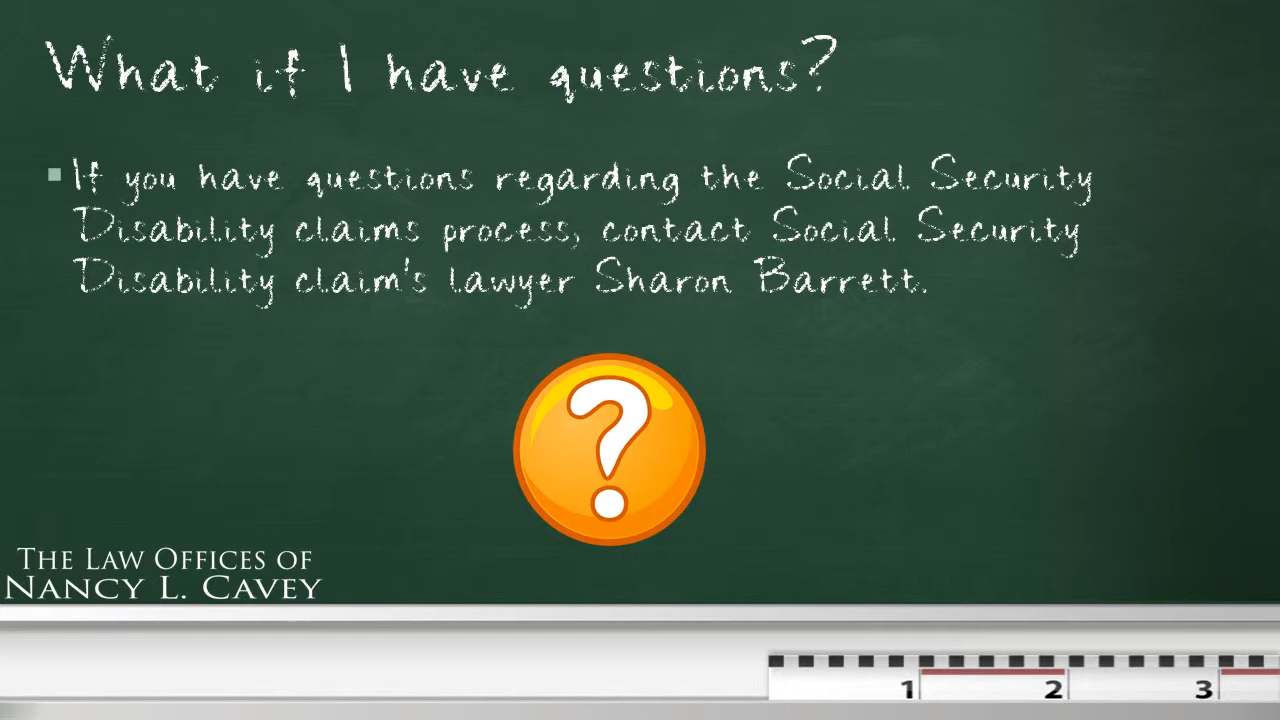 What if I have questions?
If you have questions regarding the Social Security
Disability claims process, contact Social Security
Disability claim's lawyer Sharon Barrett.
?
THE LAW OFFICES OF
NANCY L. CAVEY
1 2 3